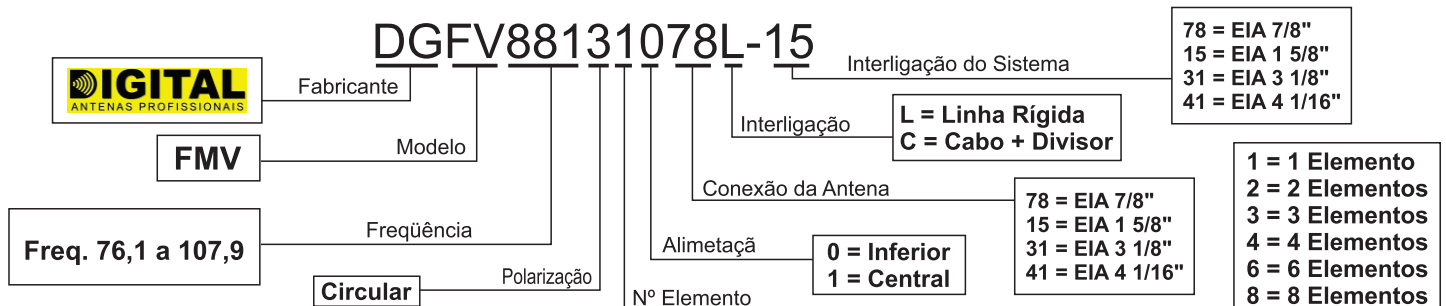 DGFV88131078L-15
DIGITAL
ANTENAS PROFISSIONAIS
Fabricante
FMV
Modelo
Freq. 76,1 a 107,9
Freqüência
Circular
Polarização
Nº Elemento
Alimetaçã
0 = Inferior
1 = Central
Conexão da Antena
78 = EIA 7/8"
15 = EIA 1 5/8"
31 = EIA 3 1/8"
41 = EIA 4 1/16"
Interligação
L = Linha Rígida
C = Cabo + Divisor
Interligação do Sistema
78 = EIA 7/8"
15 = EIA 1 5/8"
31 = EIA 3 1/8"
41 = EIA 4 1/16"
1 = 1 Elemento
2 = 2 Elementos
3 = 3 Elementos
4 = 4 Elementos
6 = 6 Elementos
8 = 8 Elementos